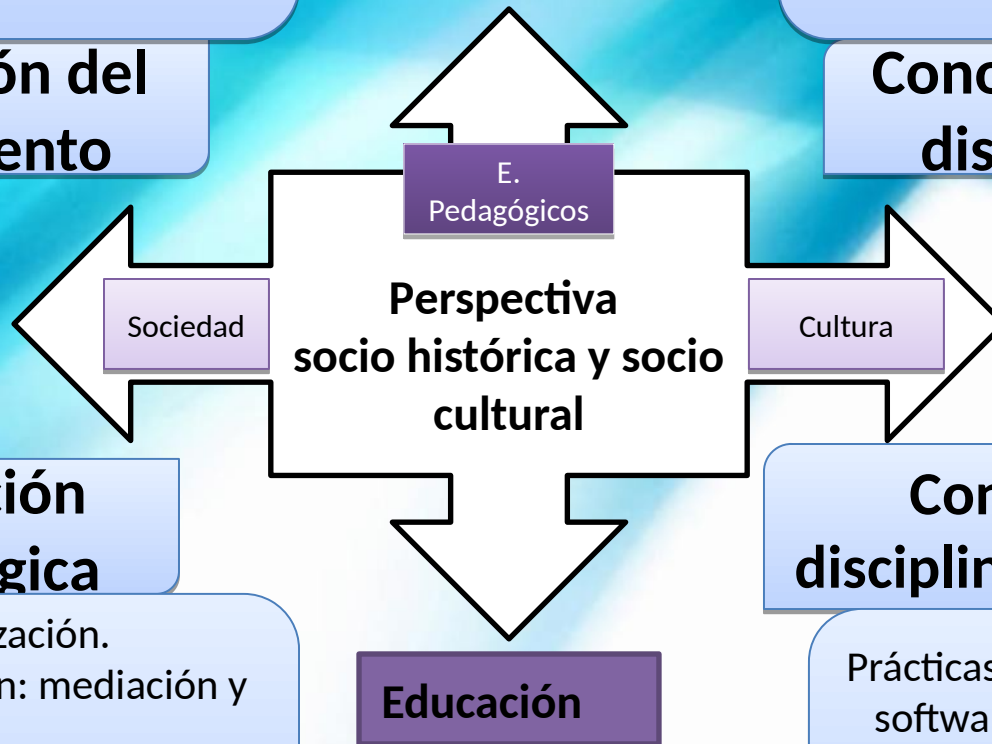 ón del
ento
Cono
dis
E.
Pedagógicos
Sociedad
Perspectiva
socio histórica y socio
cultural
Cultura
ción
gica
zación.
n: mediación y
Con
disciplin
Prácticas
softwa
Educación